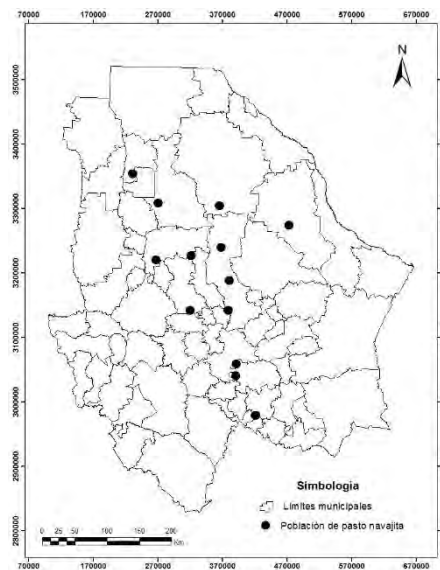 70000 170000 270000 370000 470000 570000 670000
N
3500000
3400000
3300000
3200000
3100000
3000000
2900000
2800000
Simbología
Límites municipales
Población de pasto navajita
0 25 50 100 150 200
Km
70000 170000 270000 370000 470000 570000 670000